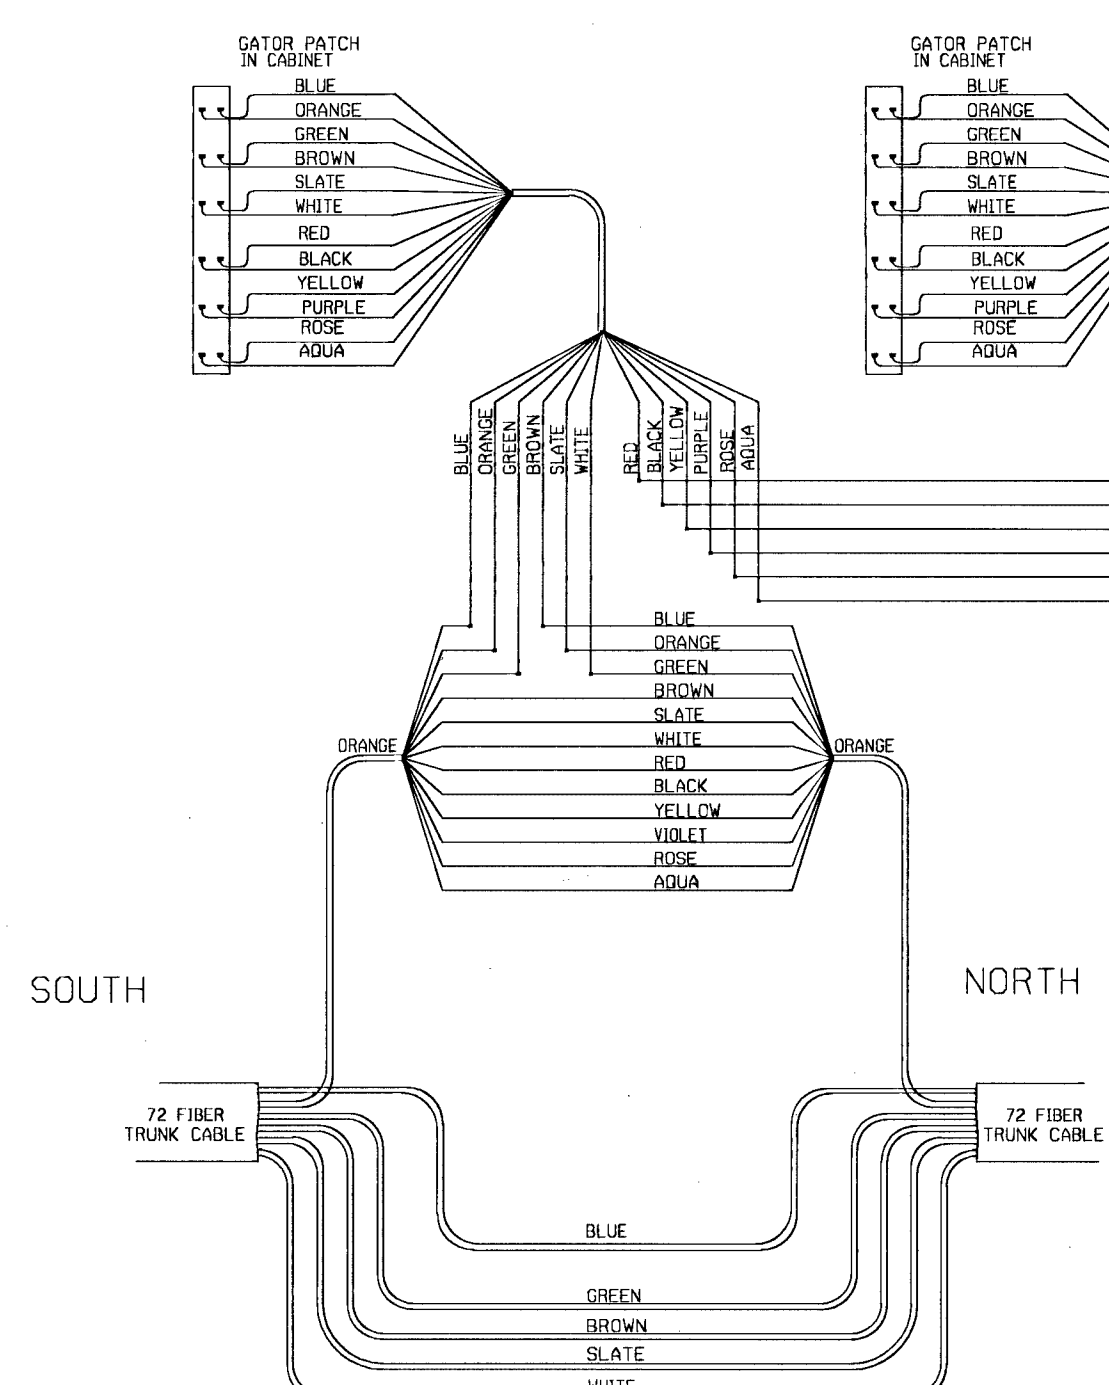 GATOR PATCH
IN CABINET
BLUE
ORANGE
GREEN
BROWN
SLATE
WHITE
RED
BLACK
YELLOW
PURPLE
ROSE
AQUA
GATOR PATCH
IN CABINET
BLUE
ORANGE
GREEN
BROWN
SLATE
WHITE
RED
BLACK
YELLOW
PURPLE
ROSE
AQUA
BLUE
ORANGE
GREEN
BROWN
SLATE
WHITE
RED
BLACK
YELLOW
PURPLE
ROSE
AQUA
BLUE
ORANGE
GREEN
BROWN
SLATE
WHITE
RED
BLACK
YELLOW
VIOLET
ROSE
AQUA
ORANGE
ORANGE
SOUTH
NORTH
72 FIBER
TRUNK CABLE
72 FIBER
TRUNK CABLE
BLUE
GREEN
BROWN
SLATE
WHITE